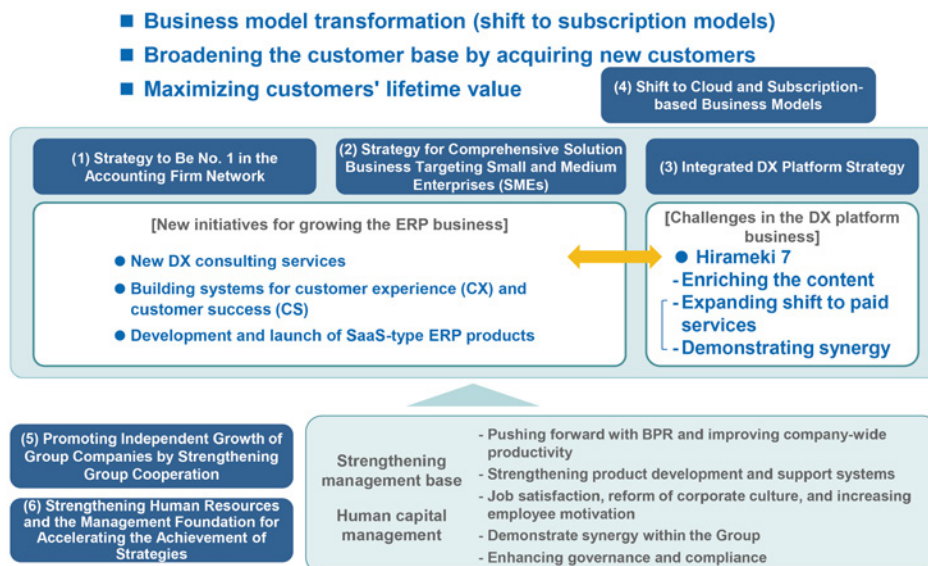 ■ Business model transformation (shift to subscription models)
■ Broadening the customer base by acquiring new customers
■ Maximizing customers' lifetime value
(4) Shift to Cloud and Subscription-
based Business Models
(1) Strategy to Be No. 1 in the
Accounting Firm Network
(2) Strategy for Comprehensive Solution
Business Targeting Small and Medium
Enterprises (SMEs)
(3) Integrated DX Platform Strategy
[New initiatives for growing the ERP business]
● New DX consulting services
● Building systems for customer experience (CX) and
customer success (CS)
● Development and launch of SaaS-type ERP products
[Challenges in the DX platform
business]
● Hirameki 7
- Enriching the content
- Expanding shift to paid
services
- Demonstrating synergy
(5) Promoting Independent Growth of
Group Companies by Strengthening
Group Cooperation
(6) Strengthening Human Resources
and the Management Foundation for
Accelerating the Achievement of
Strategies
Strengthening
management base
Human capital
management
- Pushing forward with BPR and improving company-wide
productivity
- Strengthening product development and support systems
- Job satisfaction, reform of corporate culture, and increasing
employee motivation
- Demonstrate synergy within the Group
- Enhancing governance and compliance